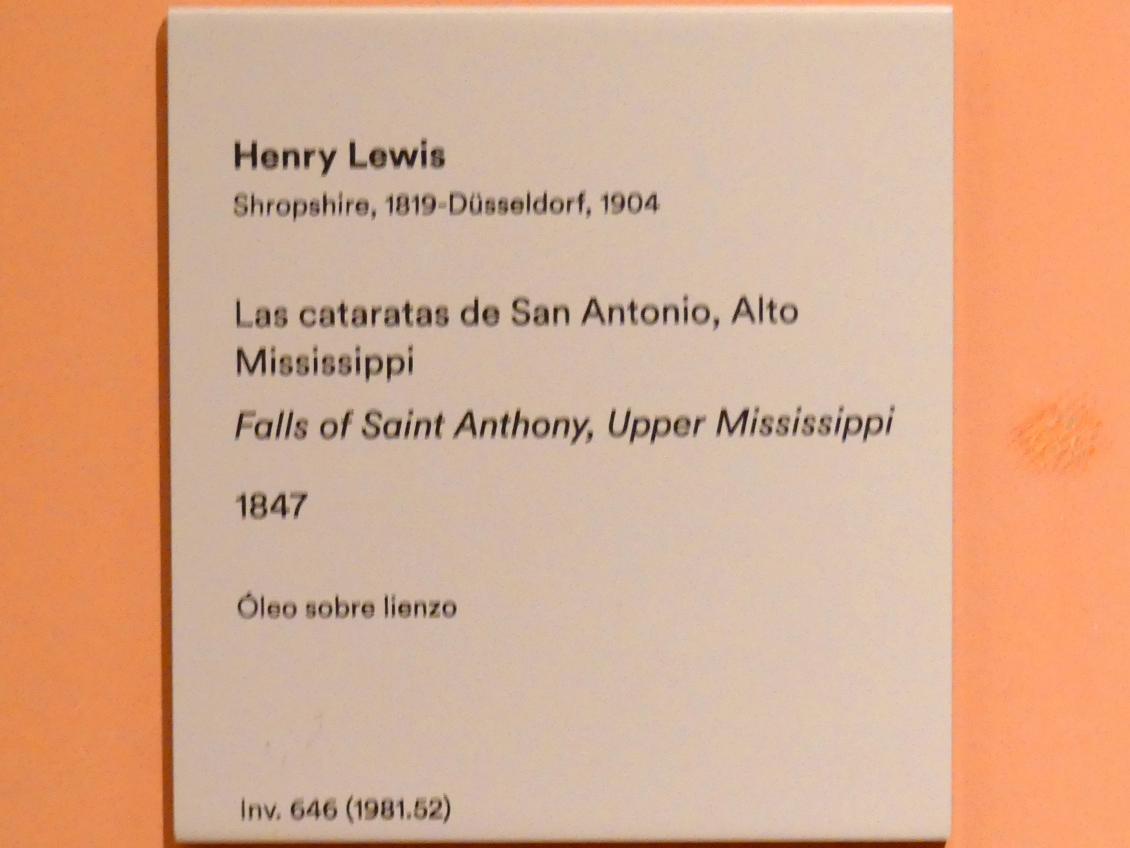 Henry Lewis
Shropshire, 1819-Düsseldorf, 1904
Las cataratas de San Antonio, Alto
Mississippi
Falls of Saint Anthony, Upper Mississippi
1847
Óleo sobre lienzo
Inv. 646 (1981.52)